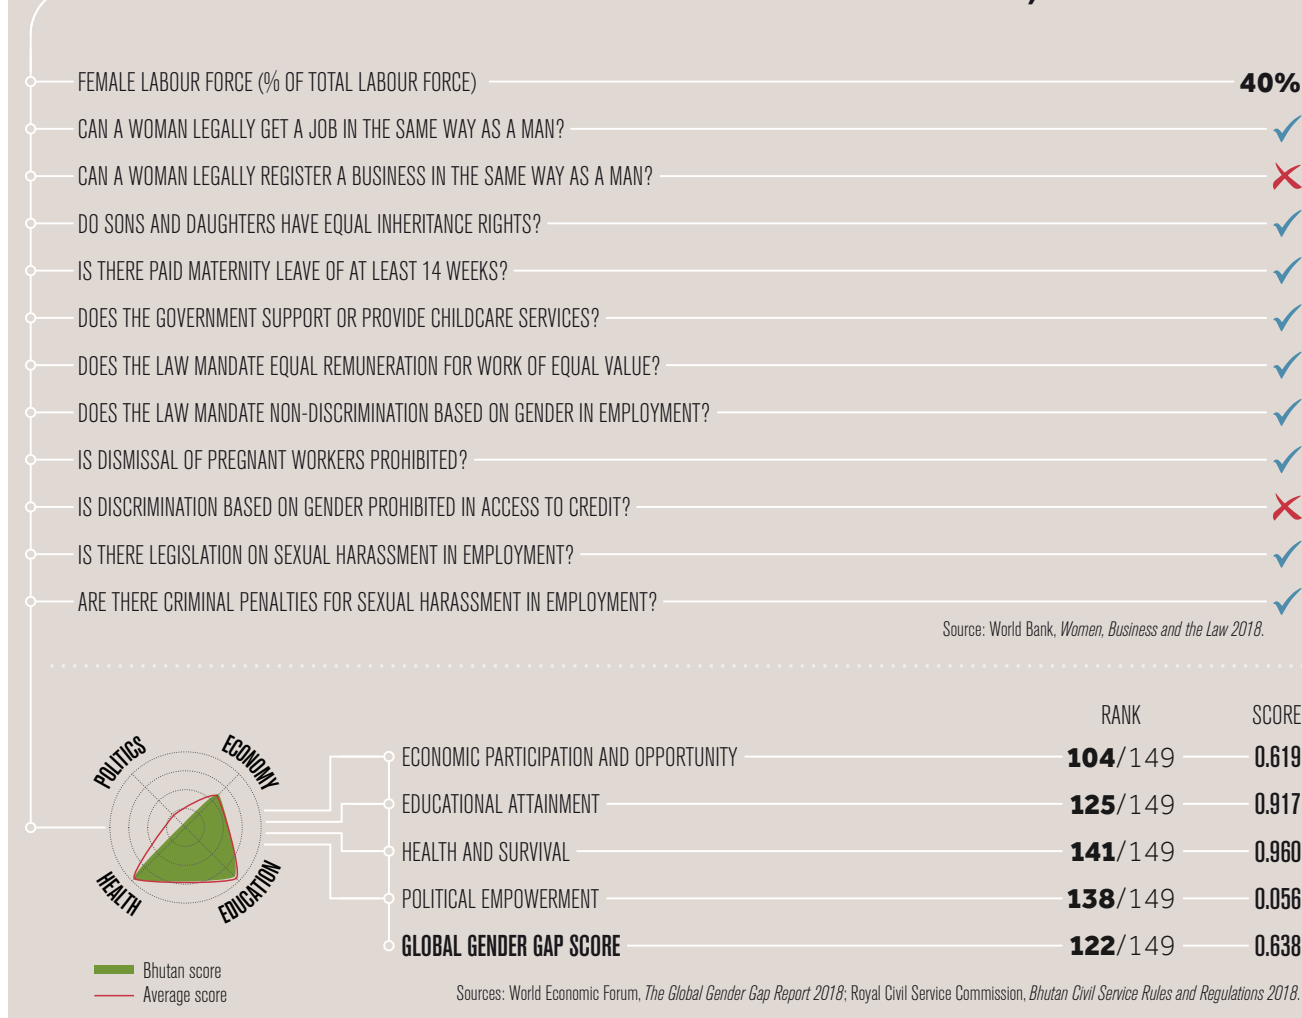 FEMALE LABOUR FORCE (% OF TOTAL LABOUR FORCE) 40%
CAN A WOMAN LEGALLY GET A JOB IN THE SAME WAY AS A MAN?
CAN A WOMAN LEGALLY REGISTER A BUSINESS IN THE SAME WAY AS A MAN?
DO SONS AND DAUGHTERS HAVE EQUAL INHERITANCE RIGHTS?
IS THERE PAID MATERNITY LEAVE OF AT LEAST 14 WEEKS?
DOES THE GOVERNMENT SUPPORT OR PROVIDE CHILDCARE SERVICES?
DOES THE LAW MANDATE EQUAL REMUNERATION FOR WORK OF EQUAL VALUE?
DOES THE LAW MANDATE NON-DISCRIMINATION BASED ON GENDER IN EMPLOYMENT?
IS DISMISSAL OF PREGNANT WORKERS PROHIBITED?
IS DISCRIMINATION BASED ON GENDER PROHIBITED IN ACCESS TO CREDIT?
IS THERE LEGISLATION ON SEXUAL HARASSMENT IN EMPLOYMENT?
ARE THERE CRIMINAL PENALTIES FOR SEXUAL HARASSMENT IN EMPLOYMENT?
Source: World Bank, Women, Business and the Law 2018.
RANK SCORE
ECONOMIC PARTICIPATION AND OPPORTUNITY 104/149 0.619
EDUCATIONAL ATTAINMENT 125/149 0.917
HEALTH AND SURVIVAL 141/149 0.960
POLITICAL EMPOWERMENT 138/149 0.056
GLOBAL GENDER GAP SCORE 122/149 0.638
POLITICS
ECONOMY
HEALTH
EDUCATION
Bhutan score
Average score
Sources: World Economic Forum, The Global Gender Gap Report 2018; Royal Civil Service Commission, Bhutan Civil Service Rules and Regulations 2018.